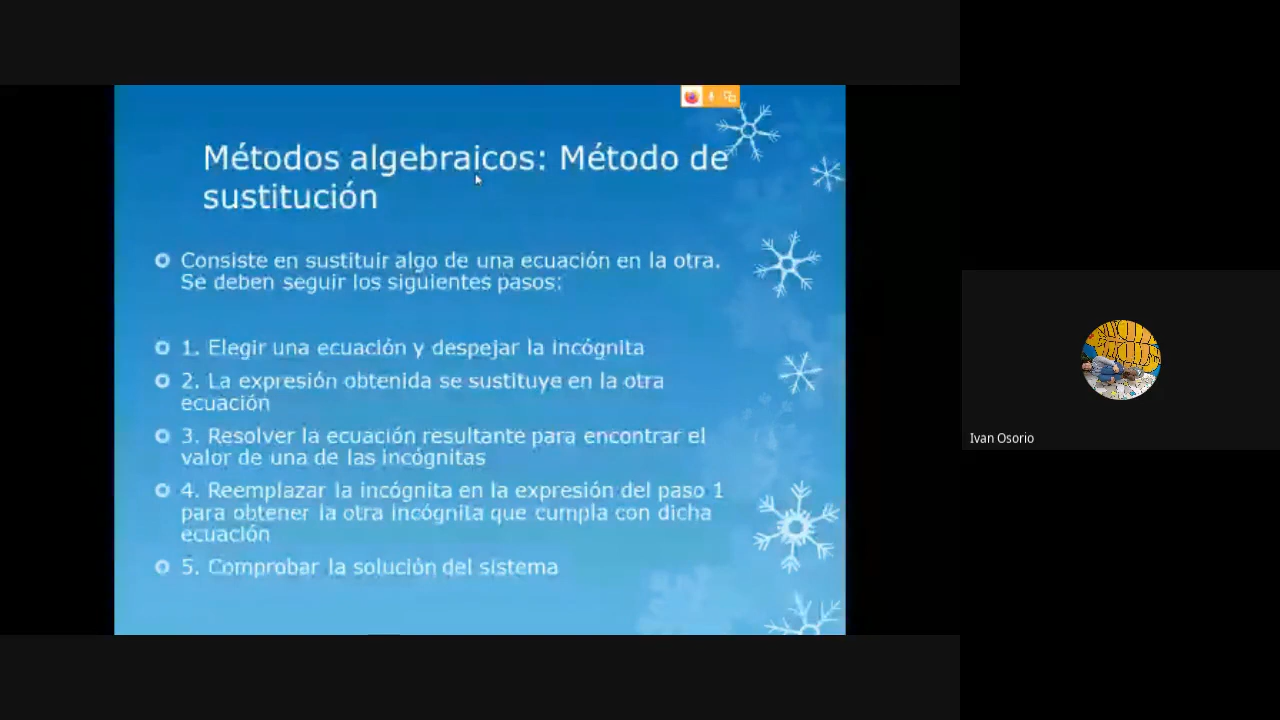 Métodos algebraicos: Método de
sustitución
Consiste en sustituir algo de una ecuación en la otra.
Se deben seguir los siguientes pasos:
1. Elegir una ecuación y despejar la incógnita
2. La expresión obtenida se sustituye en la otra
ecuación
3. Resolver la ecuación resultante para encontrar el
valor de una de las incógnitas
4. Reemplazar la incógnita en la expresión del paso 1
para obtener la otra incógnita que cumpla con dicha
ecuación
5. Comprobar la solución del sistema
Ivan Osorio